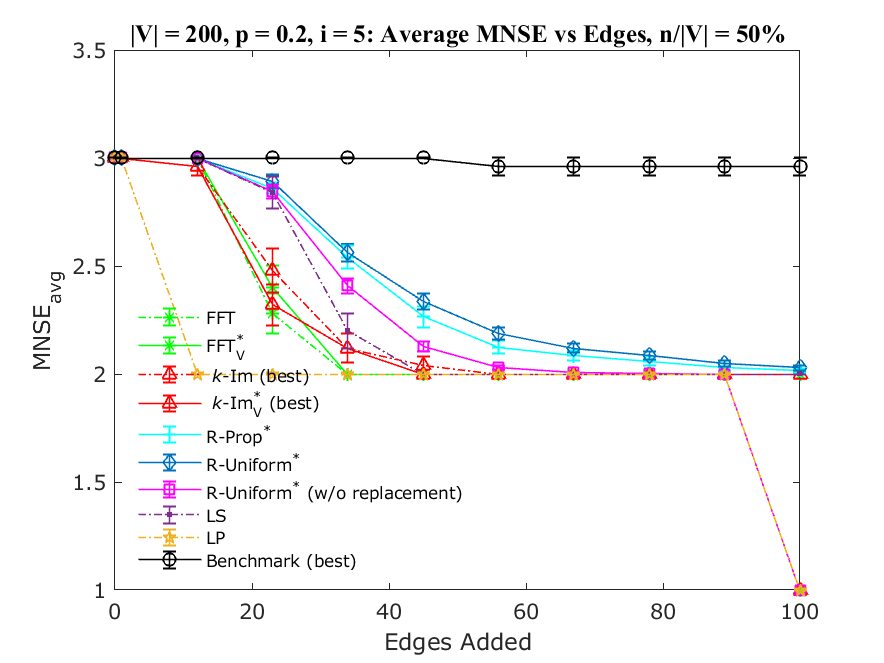 |V| = 200, p = 0.2, i = 5: Average MNSE vs Edges, n/|V| = 50%
3.5
3
2.5
2
1.5
1
MNSE_avg
FFT
FFT*_V
k-Im (best)
k-Im*_V (best)
R-Prop*
R-Uniform*
R-Uniform* (w/o replacement)
LS
LP
Benchmark (best)
0 20 40 60 80 100
Edges Added